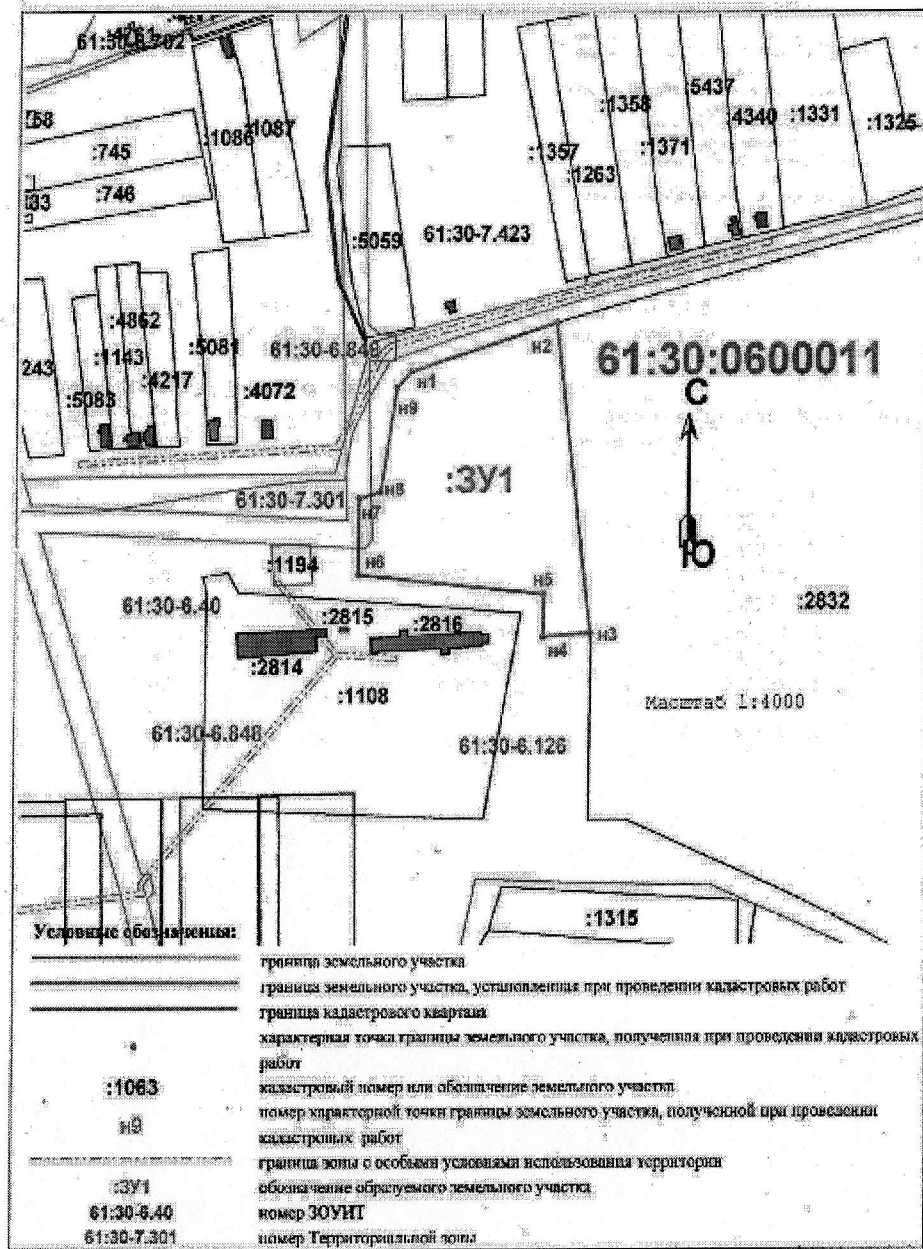 :4761
61:30-6.702
:1086
:1087
:745
:746
:5059
61:30-7.423
:1357
:1263
:1358
:1371
:5437
:4340
:1331
:1325
243
:4862
:1143
:4217
:5083
:5081
:4072
61:30-6.848
н1
н2
н9
61:30:0600011
С
Ю
:ЗУ1
н8
н7
61:30-7.301
н6
н5
н4
н3
:1194
61:30-6.40
:2815
:2816
:2814
:2832
:1108
Масштаб 1:4000
61:30-6.848
61:30-6.126
:1315
Условные обозначения:
граница земельного участка
граница земельного участка, установленная при проведении кадастровых работ
граница кадастрового квартала
характерная точка границы земельного участка, полученная при проведении кадастровых
работ
:1063 кадастровый номер или обозначение земельного участка
н9 номер характерной точки границы земельного участка, полученной при проведении
кадастровых работ
граница зоны с особыми условиями использования территории
:ЗУ1 обозначение образуемого земельного участка
61:30-6.40 номер ЗОУИТ
61:30-7.301 номер Территориальной зоны